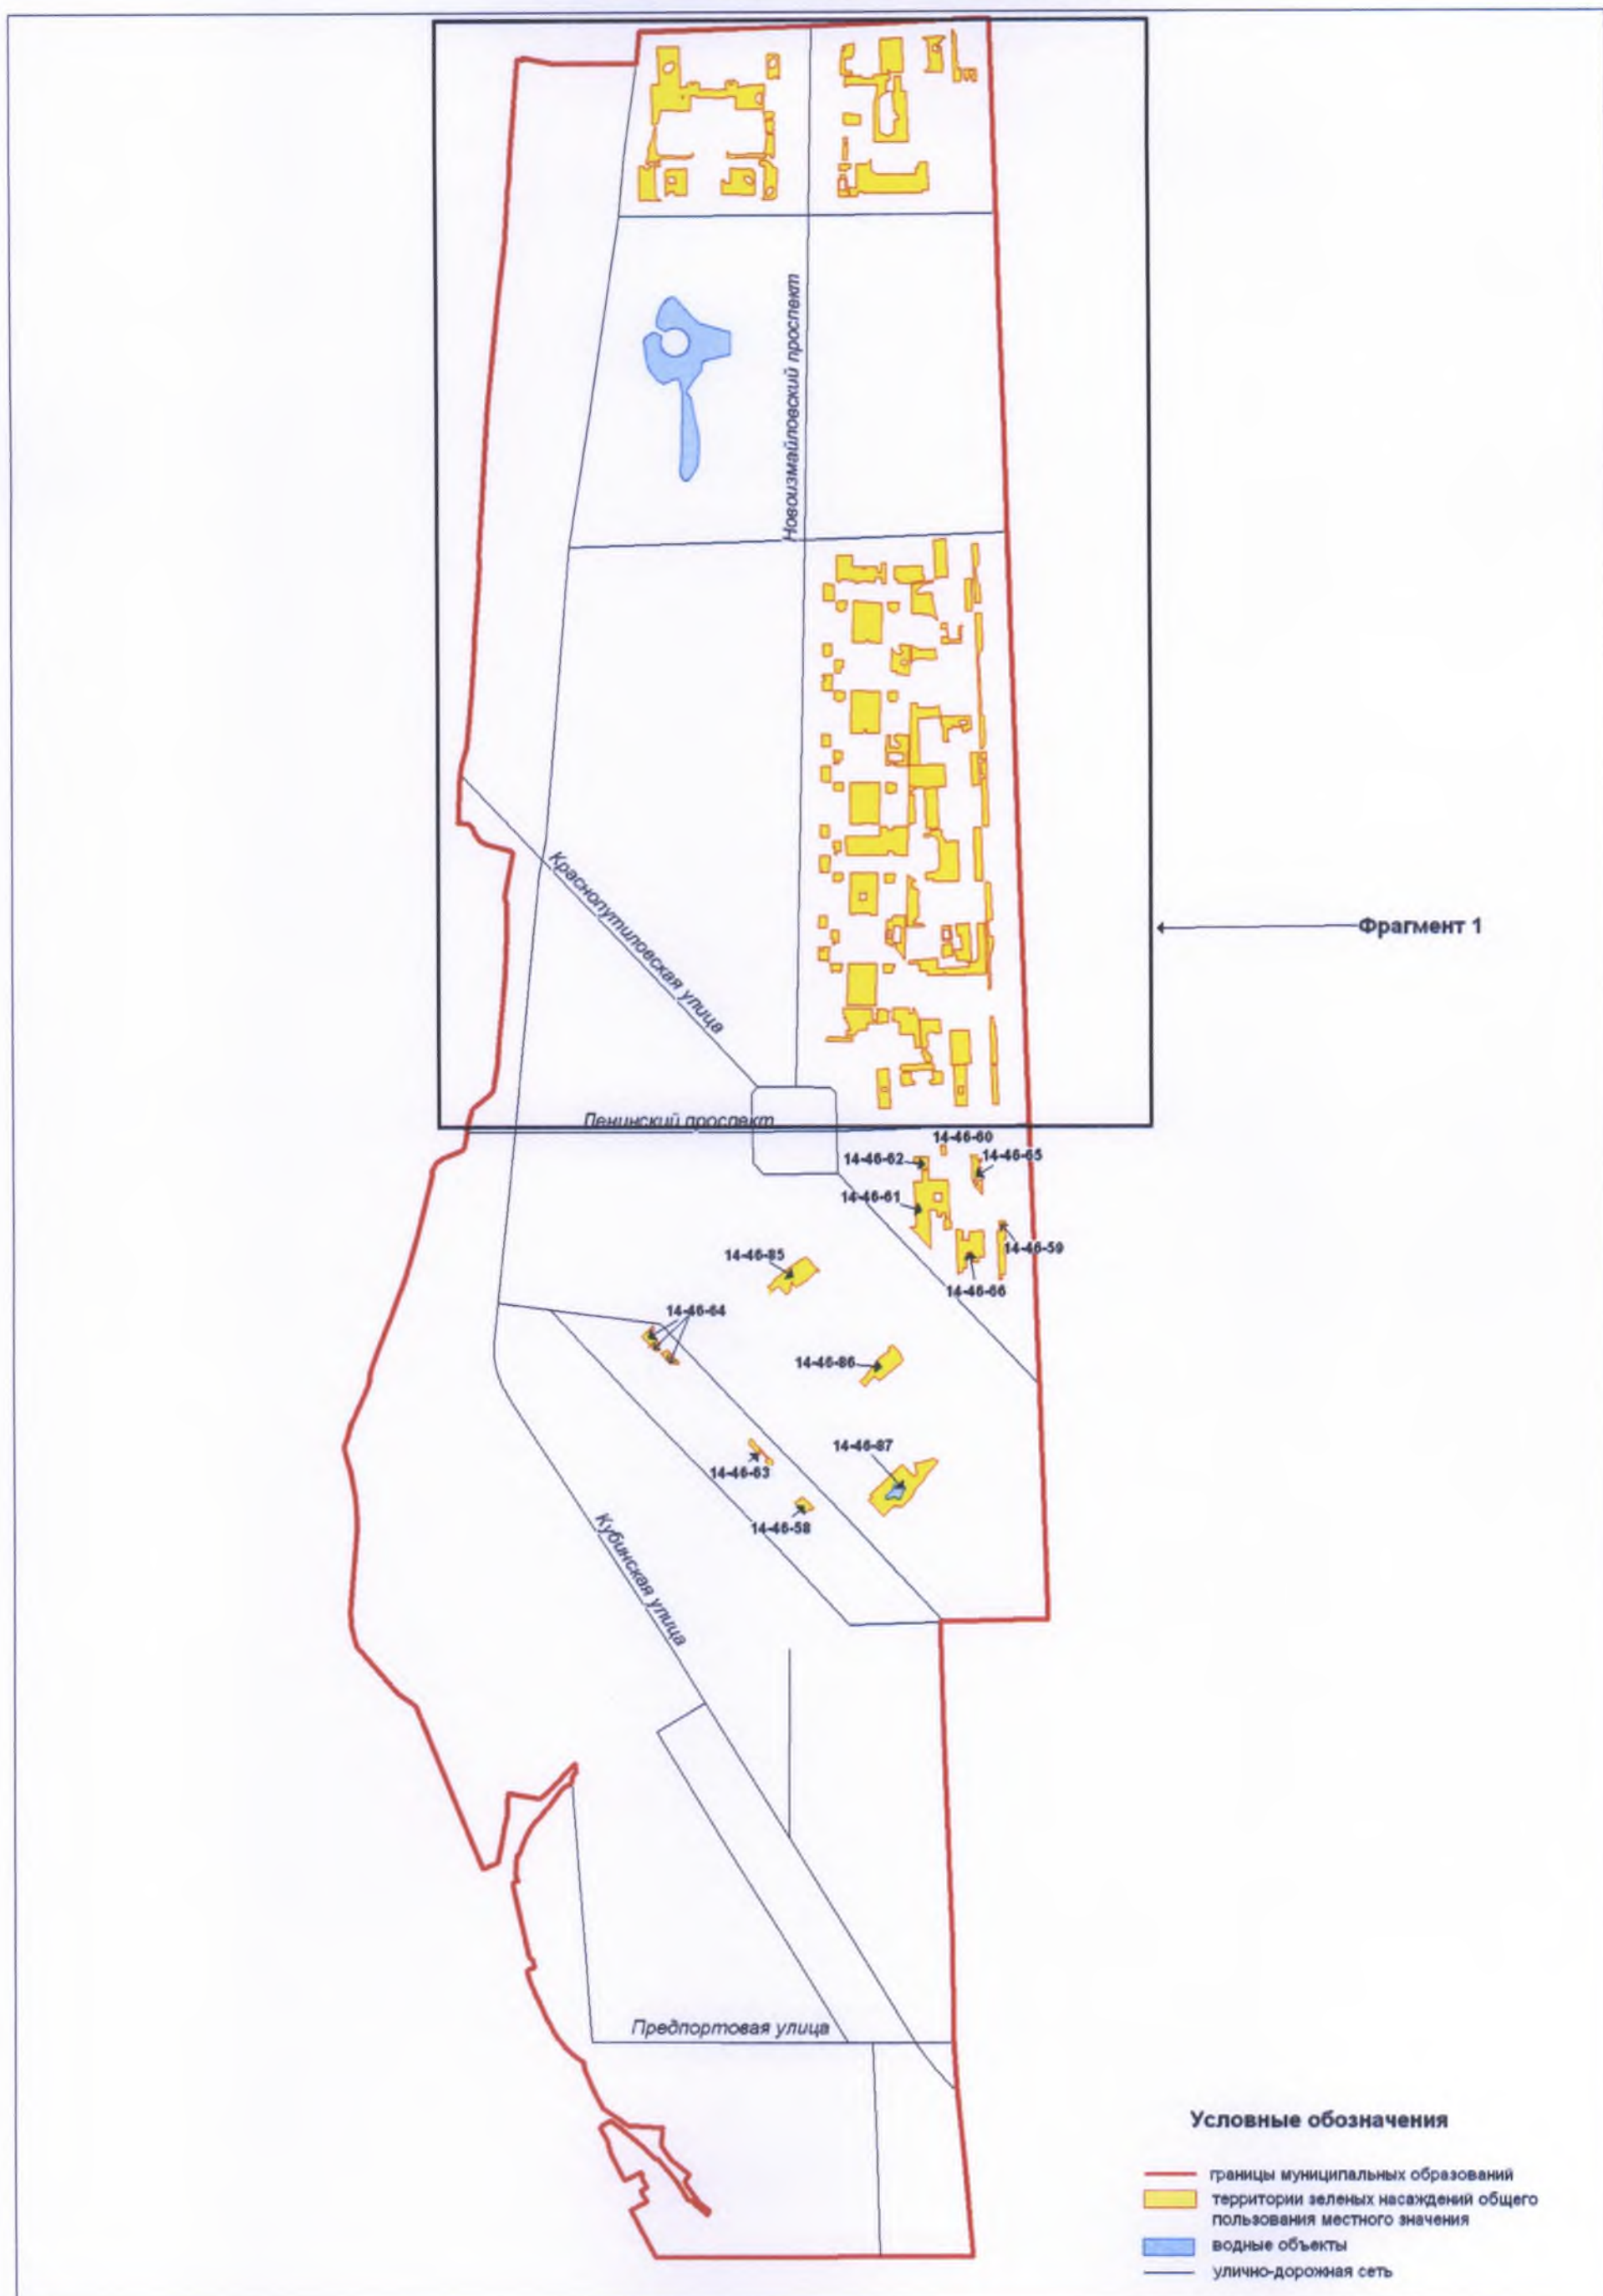 Новоизмайловский проспект
Краснопутиловская улица
Фрагмент 1
Ленинский проспект
14-46-60
14-46-62
14-46-65
14-46-61
14-46-59
14-46-85
14-46-66
14-46-64
14-46-86
14-46-87
14-46-63
14-46-58
Кубинская улица
Предпортовая улица
Условные обозначения
границы муниципальных образований
территории зеленых насаждений общего
пользования местного значения
водные объекты
улично-дорожная сеть